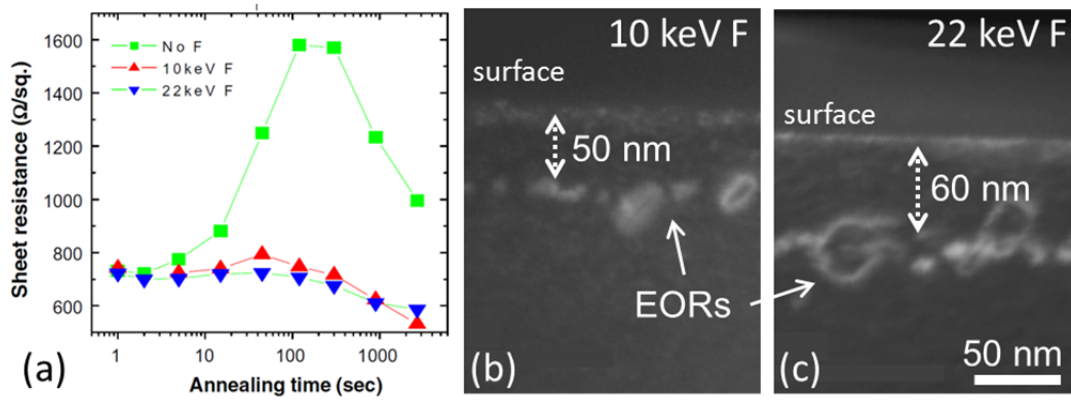 1600
1400
1200
1000
800
600
Sheet resistance (Ω/sq.)
No F
10keV F
22keV F
1
10
100
1000
Annealing time (sec)
(a)
10 keV F
surface
50 nm
EORs
(b)
22 keV F
surface
60 nm
50 nm
(c)